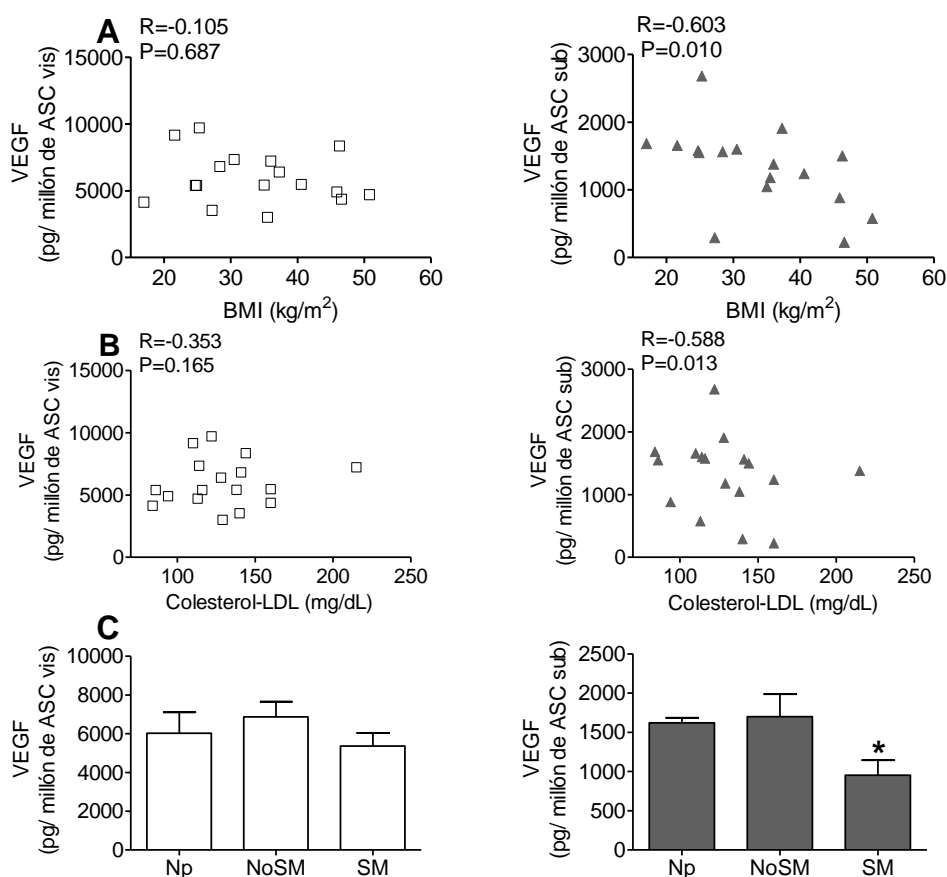 A
R=-0.105
P=0.687
VEGF
(pg/ millón de ASC vis)
15000
10000
5000
0
20 30 40 50 60
BMI (kg/m²)
R=-0.603
P=0.010
VEGF
(pg/ millón de ASC sub)
3000
2000
1000
0
20 30 40 50 60
BMI (kg/m²)
B
R=-0.353
P=0.165
VEGF
(pg/ millón de ASC vis)
15000
10000
5000
0
100 150 200 250
Colesterol-LDL (mg/dL)
R=-0.588
P=0.013
VEGF
(pg/ millón de ASC sub)
3000
2000
1000
0
100 150 200 250
Colesterol-LDL (mg/dL)
C
VEGF
(pg/ millón de ASC vis)
10000
8000
6000
4000
2000
0
Np NoSM SM
VEGF
(pg/ millón de ASC sub)
2500
2000
1500
1000
500
0
*
Np NoSM SM